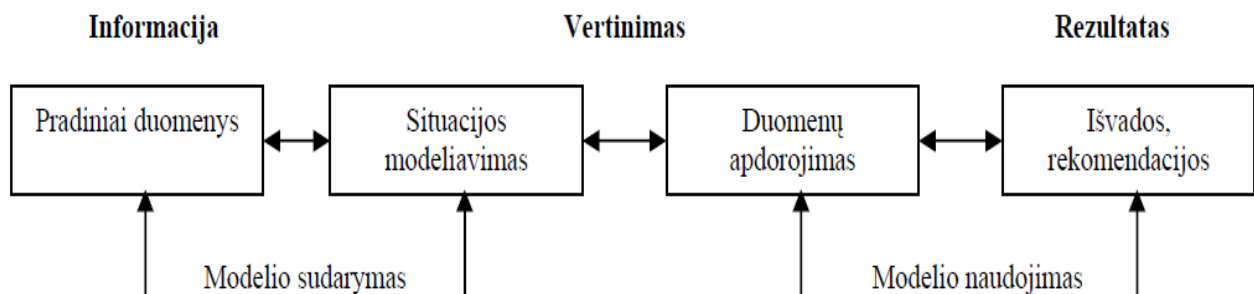 Informacija
Vertinimas
Rezultatas
Pradiniai duomenys
Situacijos
modeliavimas
Duomenų
apdorojimas
Išvados,
rekomendacijos
Modelio sudarymas
Modelio naudojimas